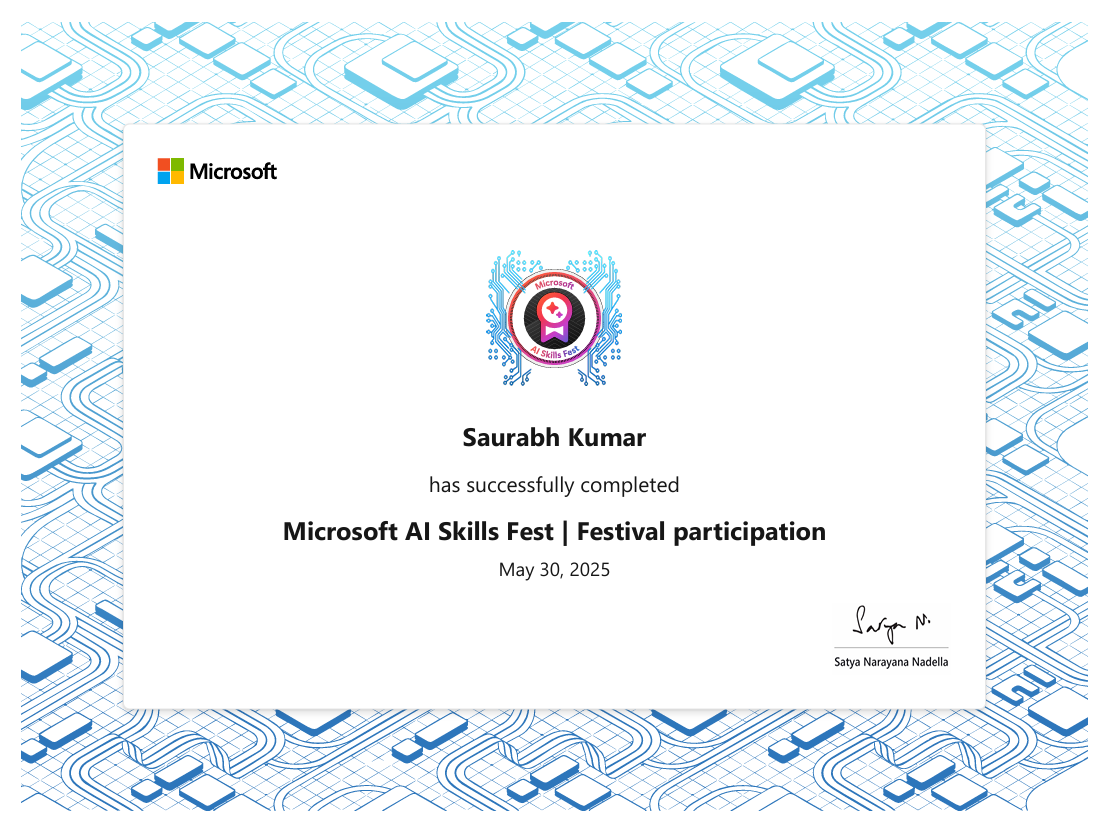 Microsoft
Microsoft
AI Skills Fest
Saurabh Kumar
has successfully completed
Microsoft AI Skills Fest | Festival participation
May 30, 2025
Satya N.
Satya Narayana Nadella